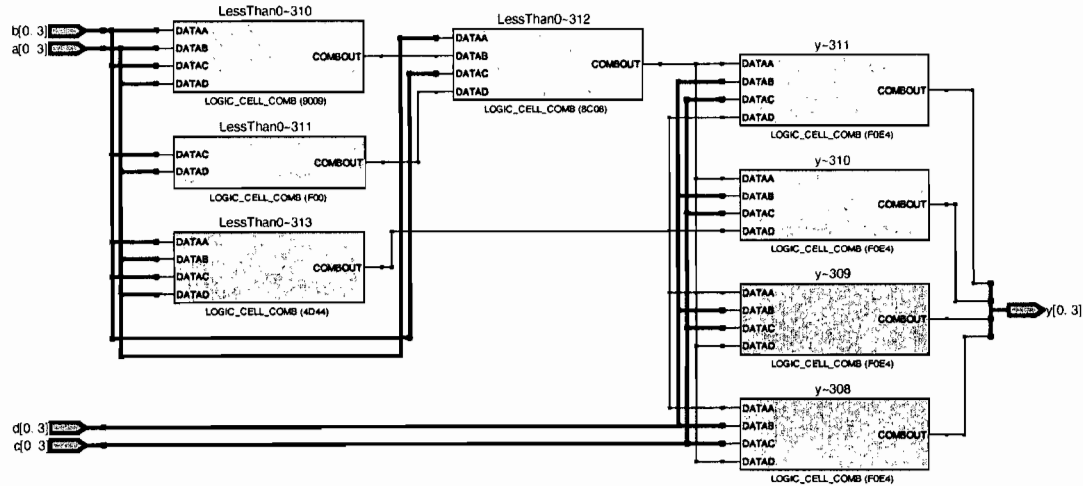 b[0. 3]
a[0 3]
LessThan0~310
DATAA
DATAB
DATAC
DATAD
COMBOUT
LOGIC_CELL_COMB (9009)
LessThan0~311
DATAC
DATAD
COMBOUT
LOGIC_CELL_COMB (F00)
LessThan0~313
DATAA
DATAB
DATAC
DATAD
COMBOUT
LOGIC_CELL_COMB (4D44)
LessThan0~312
DATAA
DATAB
DATAC
DATAD
COMBOUT
LOGIC_CELL_COMB (8C08)
y~311
DATAA
DATAB
DATAC
DATAD
COMBOUT
LOGIC_CELL_COMB (F0E4)
y~310
DATAA
DATAB
DATAC
DATAD
COMBOUT
LOGIC_CELL_COMB (F0E4)
y~309
DATAA
DATAB
DATAC
DATAD
COMBOUT
LOGIC_CELL_COMB (F0E4)
y~308
DATAA
DATAB
DATAC
DATAD
COMBOUT
LOGIC_CELL_COMB (F0E4)
y[0. 3]
d[0. 3]
c[0. 3]